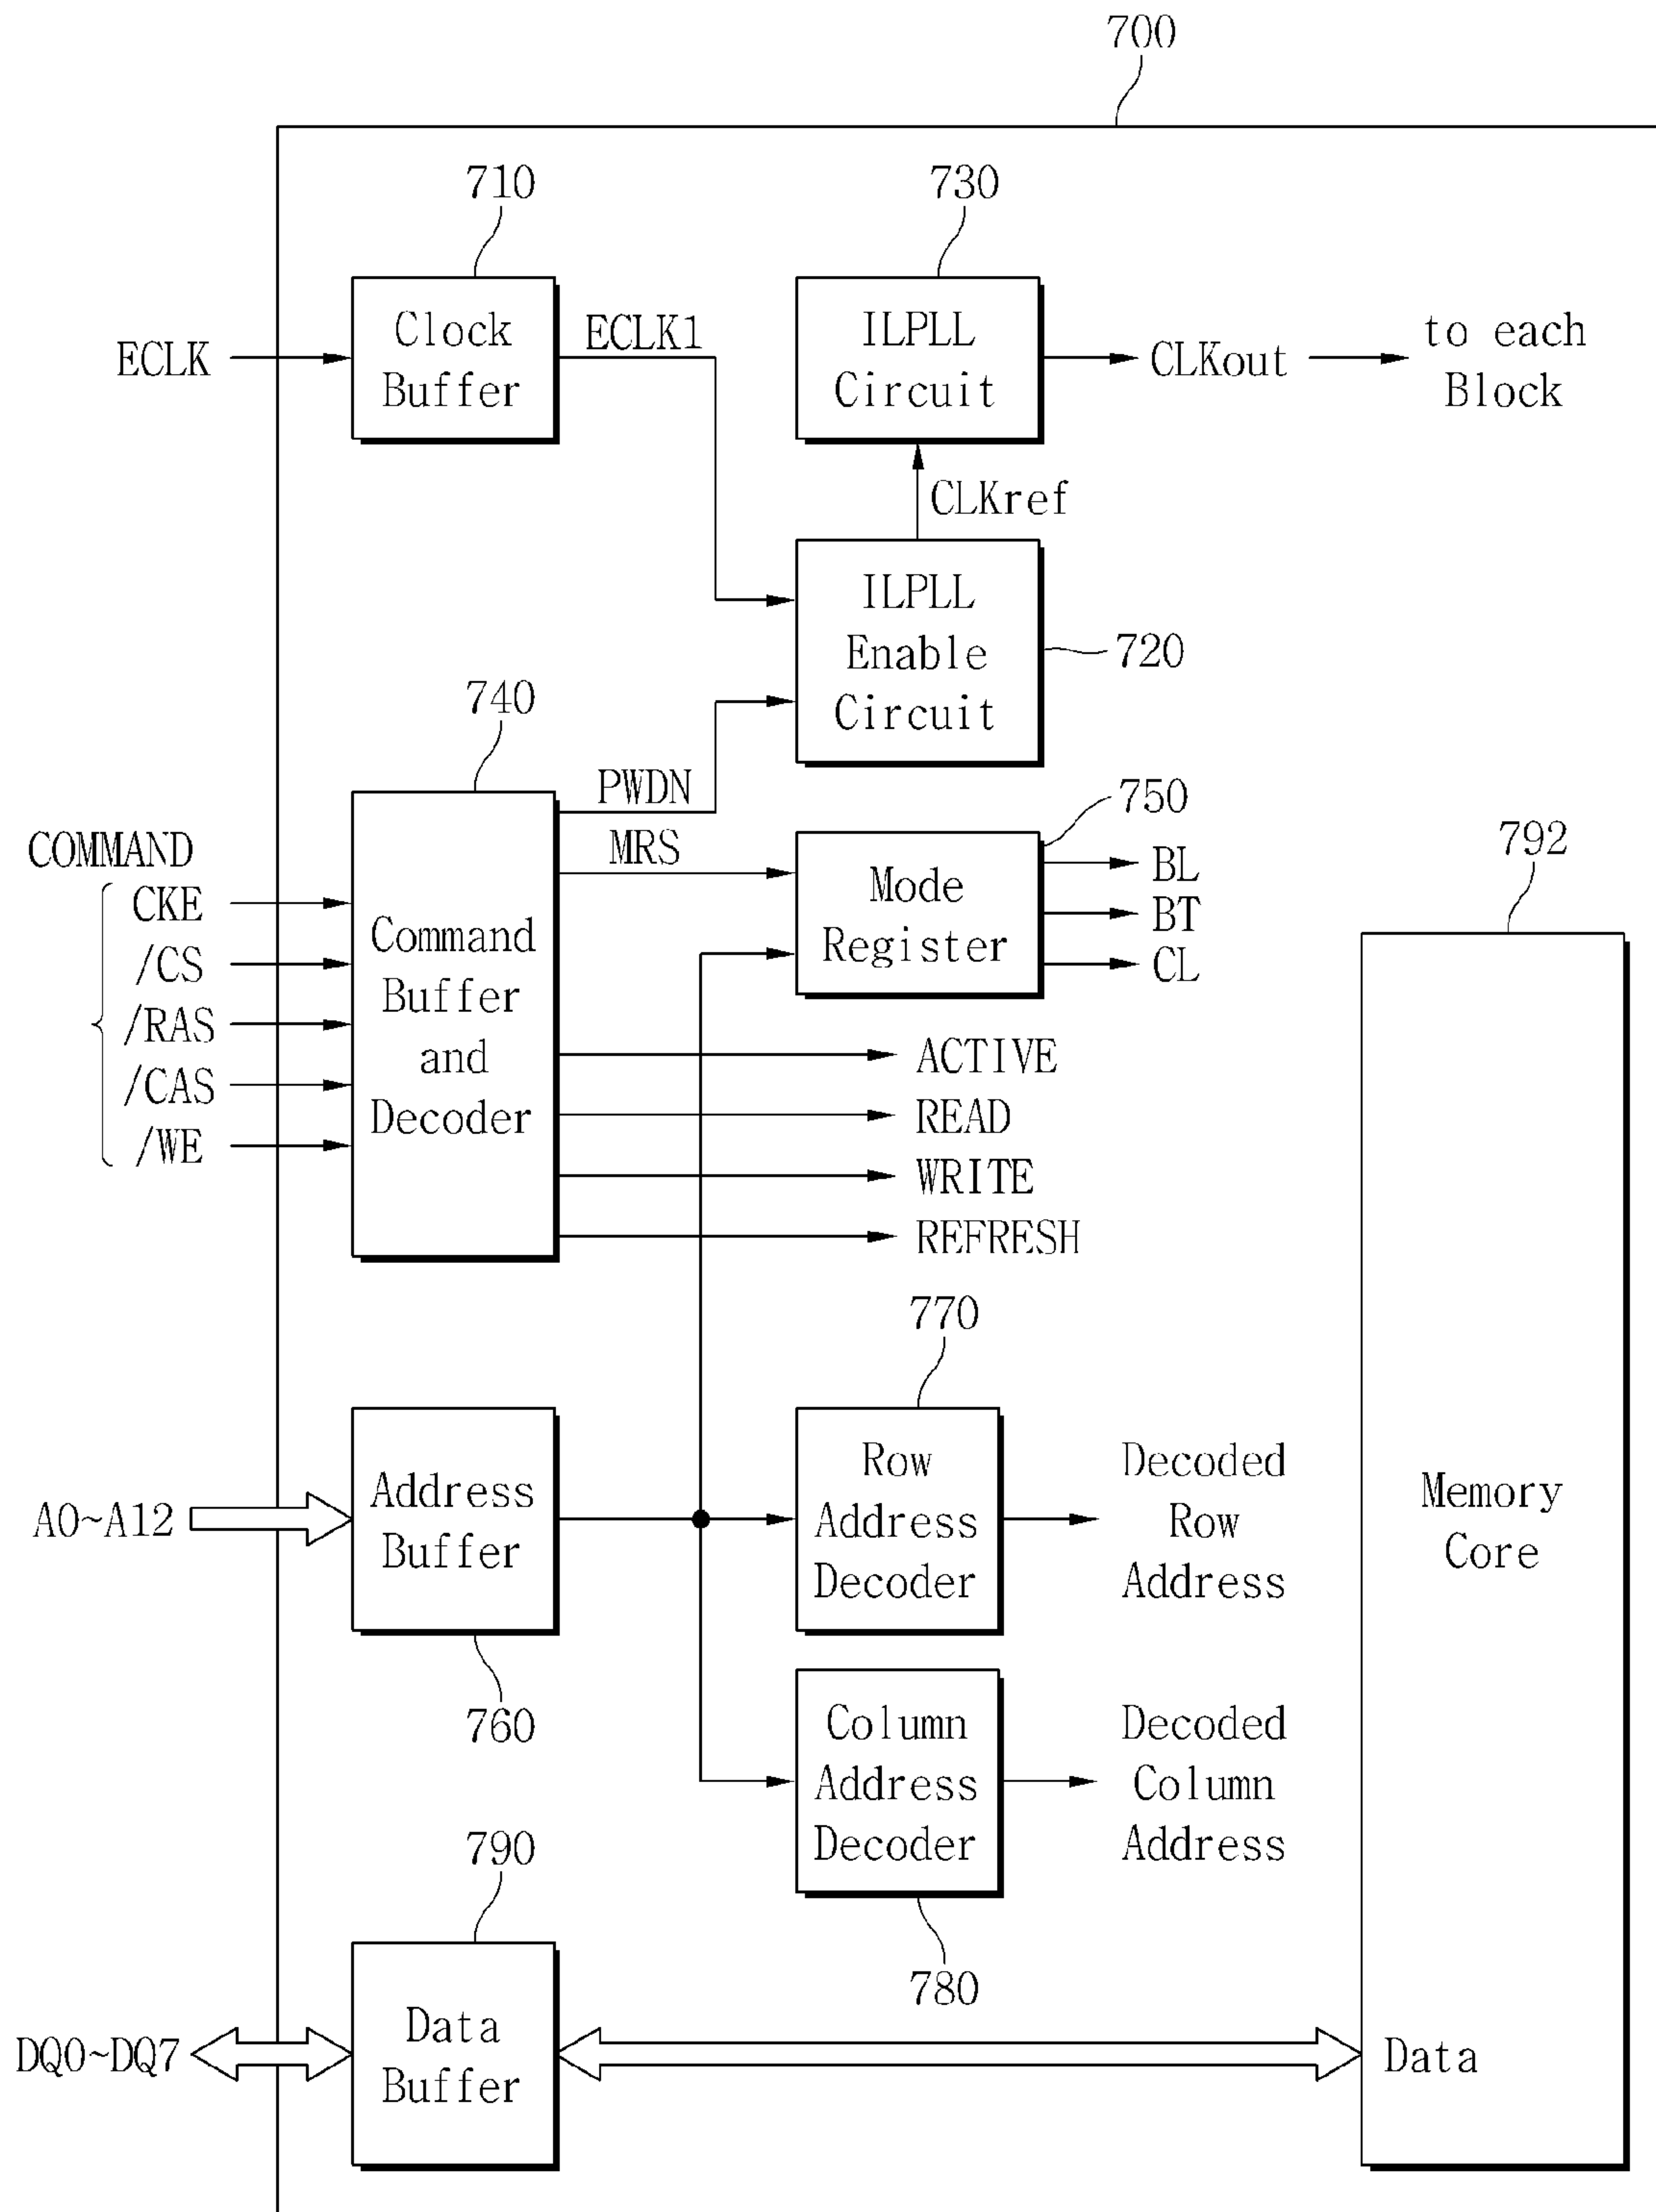 700
710
730
ECLK
Clock
Buffer
ECLK1
ILPLL
Circuit
CLKout
to each
Block
CLKref
ILPLL
Enable
Circuit
720
740
PWDN
MRS
750
COMMAND
CKE
/CS
/RAS
/CAS
/WE
Command
Buffer
and
Decoder
Mode
Register
BL
BT
CL
792
ACTIVE
READ
WRITE
REFRESH
770
A0~A12
Address
Buffer
760
Row
Address
Decoder
Decoded
Row
Address
Memory
Core
Column
Address
Decoder
Decoded
Column
Address
780
790
DQ0~DQ7
Data
Buffer
Data